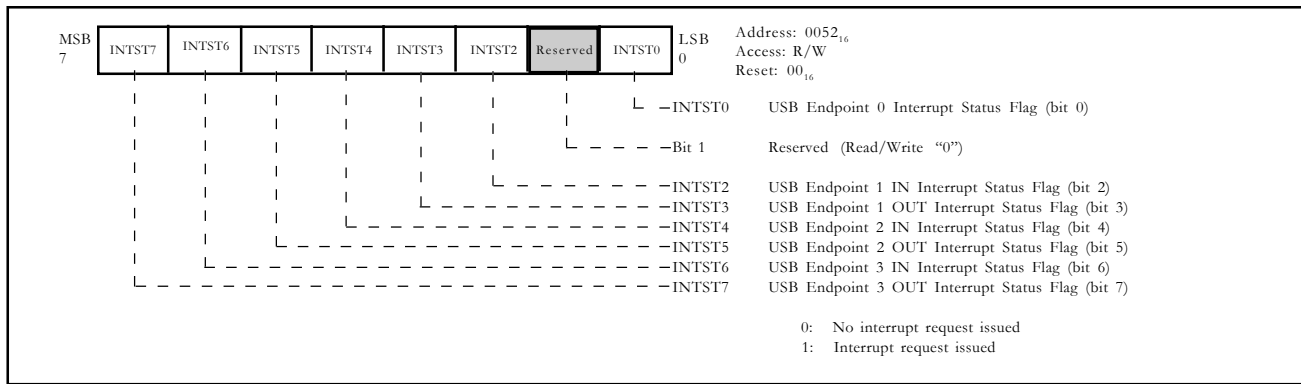 MSB 7 INTST7 INTST6 INTST5 INTST4 INTST3 INTST2 Reserved INTST0 LSB 0
Address: 0052₁₆
Access: R/W
Reset: 00₁₆
INTST0 USB Endpoint 0 Interrupt Status Flag (bit 0)
Bit 1 Reserved (Read/Write “0”)
INTST2 USB Endpoint 1 IN Interrupt Status Flag (bit 2)
INTST3 USB Endpoint 1 OUT Interrupt Status Flag (bit 3)
INTST4 USB Endpoint 2 IN Interrupt Status Flag (bit 4)
INTST5 USB Endpoint 2 OUT Interrupt Status Flag (bit 5)
INTST6 USB Endpoint 3 IN Interrupt Status Flag (bit 6)
INTST7 USB Endpoint 3 OUT Interrupt Status Flag (bit 7)
0: No interrupt request issued
1: Interrupt request issued